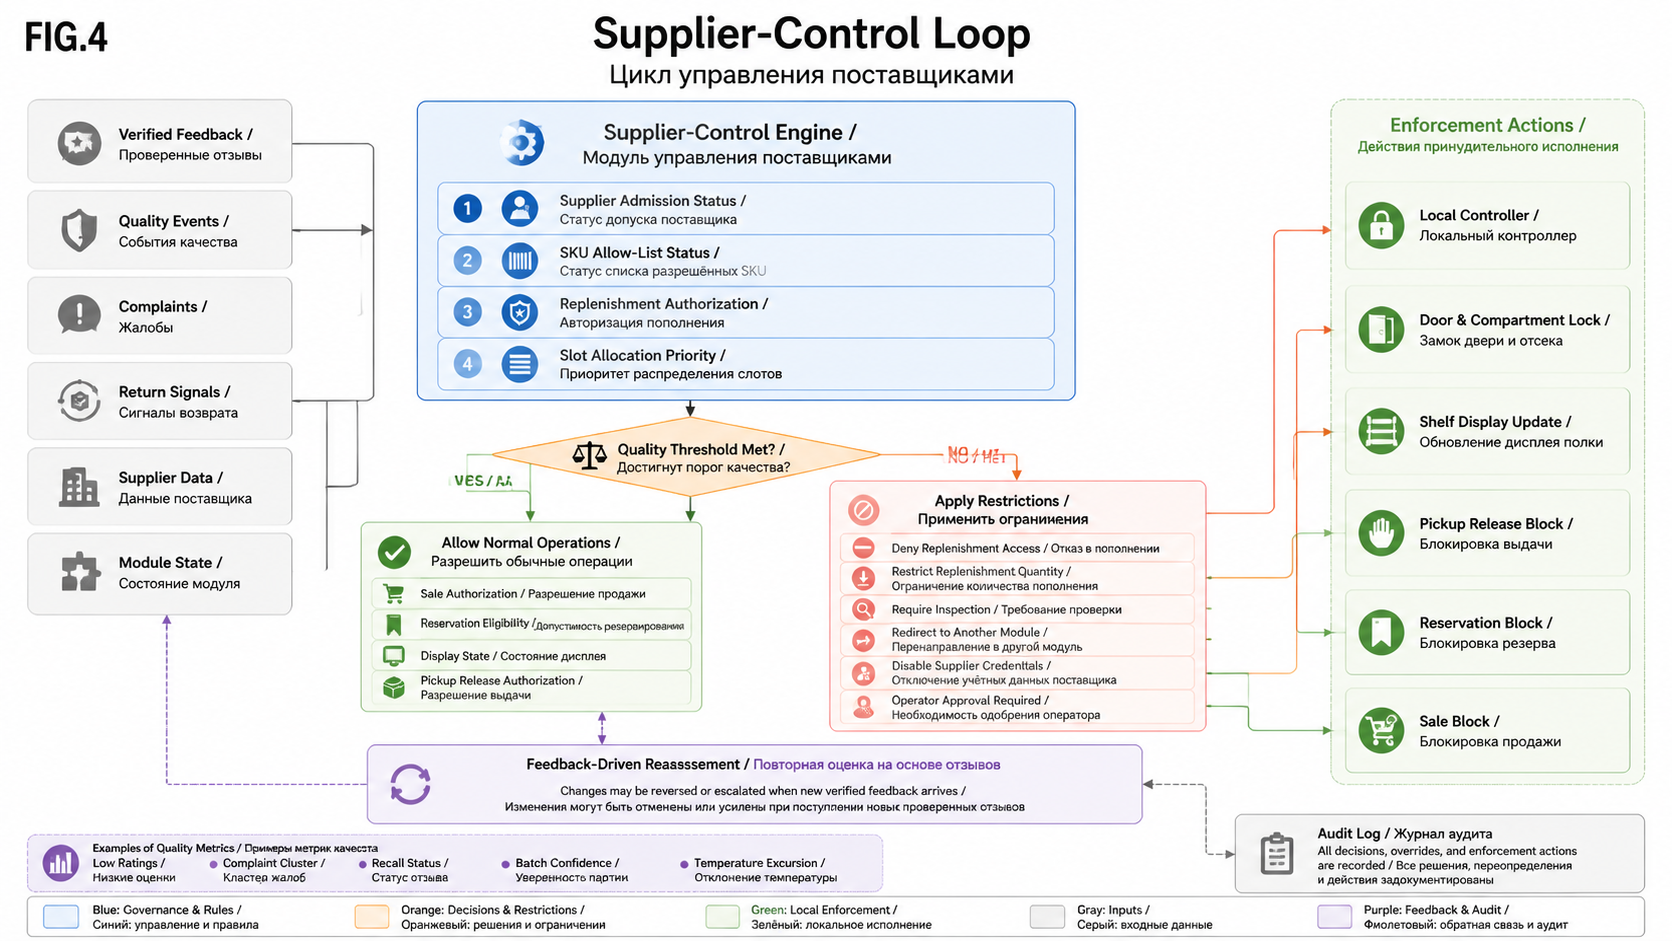 FIG.4
Supplier-Control Loop
Цикл управления поставщиками
Verified Feedback /
Проверенные отзывы
Quality Events /
События качества
Complaints /
Жалобы
Return Signals /
Сигналы возврата
Supplier Data /
Данные поставщика
Module State /
Состояние модуля
Supplier-Control Engine /
Модуль управления поставщиками
1
Supplier Admission Status /
Статус допуска поставщика
2
SKU Allow-List Status /
Статус списка разрешённых SKU
3
Replenishment Authorization /
Авторизация пополнения
4
Slot Allocation Priority /
Приоритет распределения слотов
Quality Threshold Met? /
Достигнут порог качества?
Allow Normal Operations /
Разрешить обычные операции
Sale Authorization / Разрешение продажи
Reservation Eligibility /Допустимость резервирования
Display State / Состояние дисплея
Pickup Release Authorization /
Разрешение выдачи
Apply Restrictions /
Применить
Deny Replenishment Access / Отказ в пополнении
Restrict Replenishment Quantity /
Ограничение количества пополнения
Require Inspection / Требование проверки
Redirect to Another Module /
Перенаправление в другой модуль
Disable Supplier
Отключение учётных данных поставщика
Operator Approval Required /
Необходимость одобрения оператора
Enforcement Actions /
Действия принудительного исполнения
Local Controller /
Локальный контроллер
Door & Compartment Lock /
Замок двери и отсека
Shelf Display Update /
Обновление дисплея полки
Pickup Release Block /
Блокировка выдачи
Reservation Block /
Блокировка резерва
Sale Block /
Блокировка продажи
Feedback-Driven Reaasssement / Повторная оценка на основе отзывов
Changes may be reversed or escalated when new verified feedback arrives /
Изменения могут быть отменены или усилены при поступлении новых проверенных отзывов
Examples of Quality Metrics / Примеры метрик качества
Low Ratings /
Низкие оценки
Complaint Cluster /
Кластер жалоб
Recall Status /
Статус отзыва
Batch Confidence /
Уверенность партии
Temperature Excursion /
Отклонение температуры
Audit Log / Журнал аудита
All decisions, overrides, and enforcement actions
are recorded / Все решения, переопределения
и действия задокументированы
Blue: Governance & Rules /
Синий: управление и правила
Orange: Decisions & Restrictions /
Оранжевый: решения и ограничения
Green: Local Enforcement /
Зелёный: локальное исполнение
Gray: Inputs /
Серый: входные данные
Purple: Feedback & Audit /
Фиолетовый: обратная связь и аудит